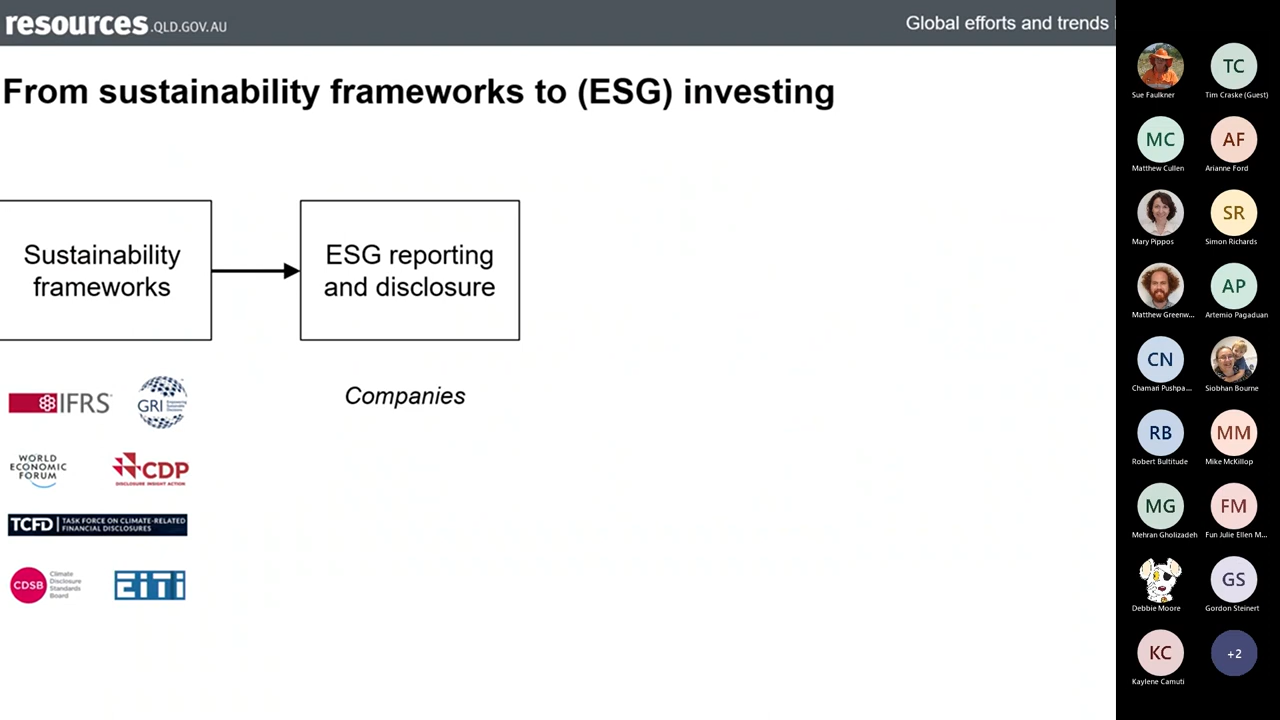 resources.QLD.GOV.AU
Global efforts and trends
From sustainability frameworks to (ESG) investing
Sustainability
frameworks
ESG reporting
and disclosure
Companies
IFRS
GRI
WORLD
ECONOMIC
FORUM
CDP
DISCLOSURE INSIGHT ACTION
TCFD
TASK FORCE ON CLIMATE-RELATED
FINANCIAL DISCLOSURES
CDSB
Climate
Disclosure
Standards
Board
EITI
Sue Faulkner
TC
Tim Craske (Guest)
MC
Matthew Cullen
AF
Arianne Ford
Mary Pippos
SR
Simon Richards
Matthew Greenw...
AP
Artemio Pagaduan
CN
Chamari Pushpa...
Siobhan Bourne
RB
Robert Bultitude
MM
Mike McKillop
MG
Mehran Gholizadeh
FM
Fun Julie Ellen M...
Debbie Moore
GS
Gordon Steinert
KC
Kaylene Camuti
+2